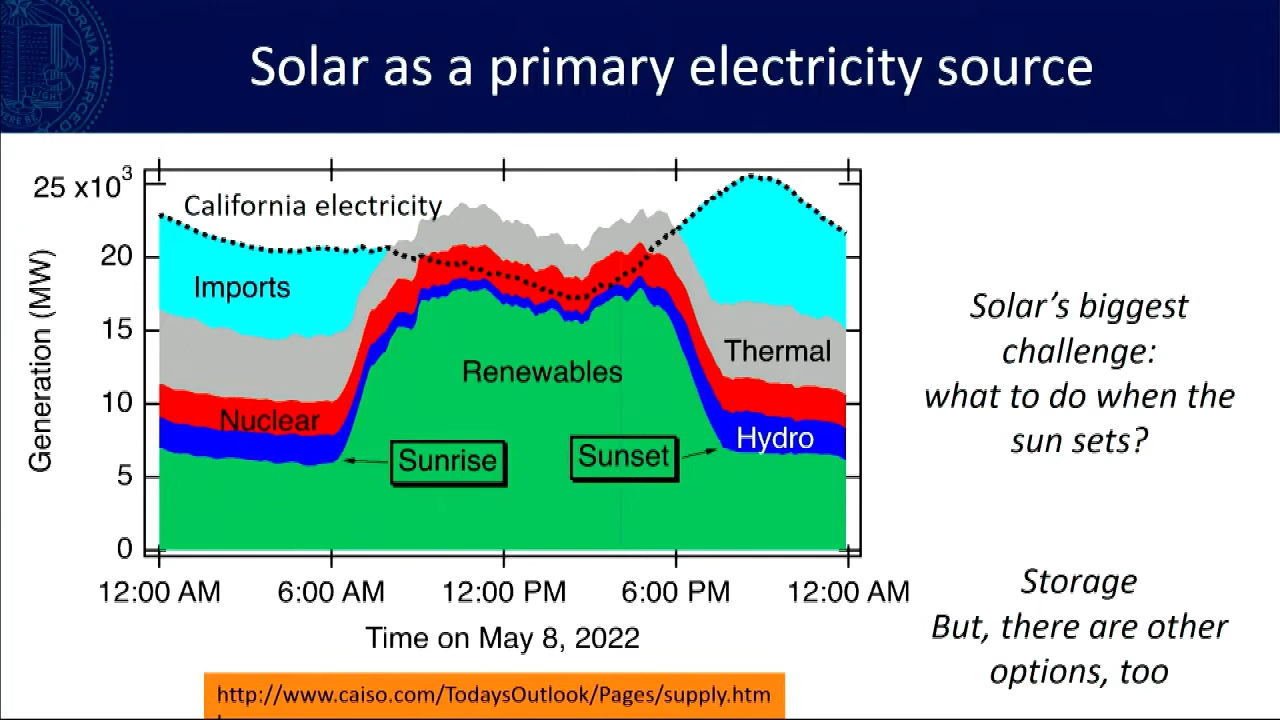 Solar as a primary electricity source
25 x10³
20
15
10
5
0
Generation (MW)
California electricity
Imports
Renewables
Thermal
Nuclear
Hydro
Sunrise
Sunset
12:00 AM 6:00 AM 12:00 PM 6:00 PM 12:00 AM
Time on May 8, 2022
http://www.caiso.com/TodaysOutlook/Pages/supply.htm
Solar's biggest
challenge:
what to do when the
sun sets?
Storage
But, there are other
options, too